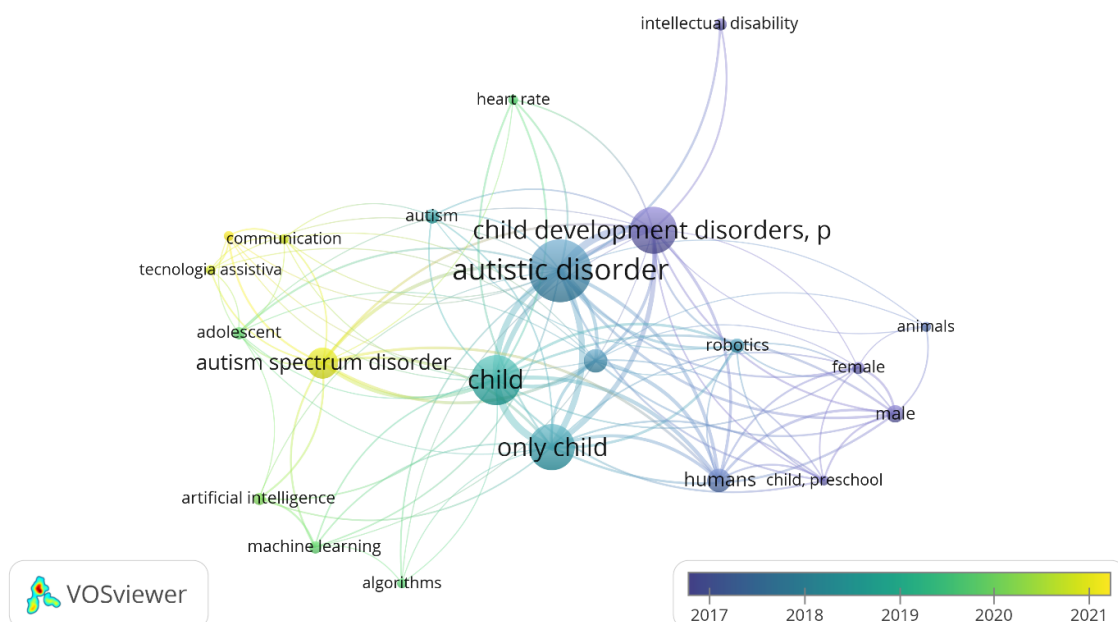 intellectual disability
heart rate
autism
child development disorders, p
communication
tecnologia assistiva
autistic disorder
animals
adolescent
robotics
autism spectrum disorder
female
child
male
only child
humans
child, preschool
artificial intelligence
machine learning
algorithms
VOSviewer
2017 2018 2019 2020 2021